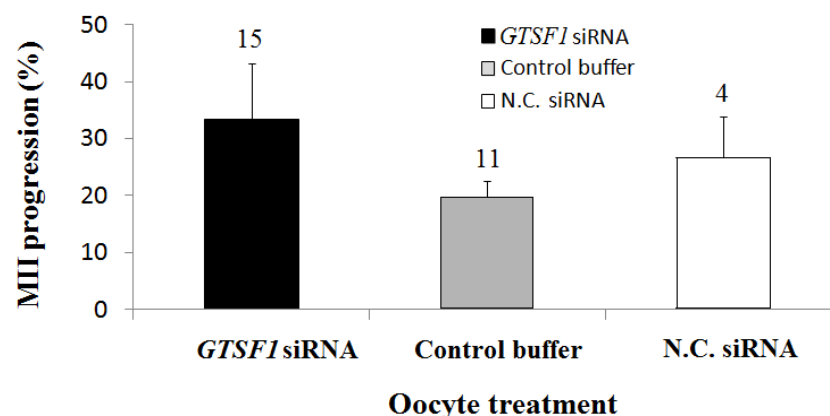 50
40
30
20
10
0
MII progression (%)
15
11
4
GTSF1 siRNA
Control buffer
N.C. siRNA
GTSF1 siRNA
Control buffer
N.C. siRNA
Oocyte treatment